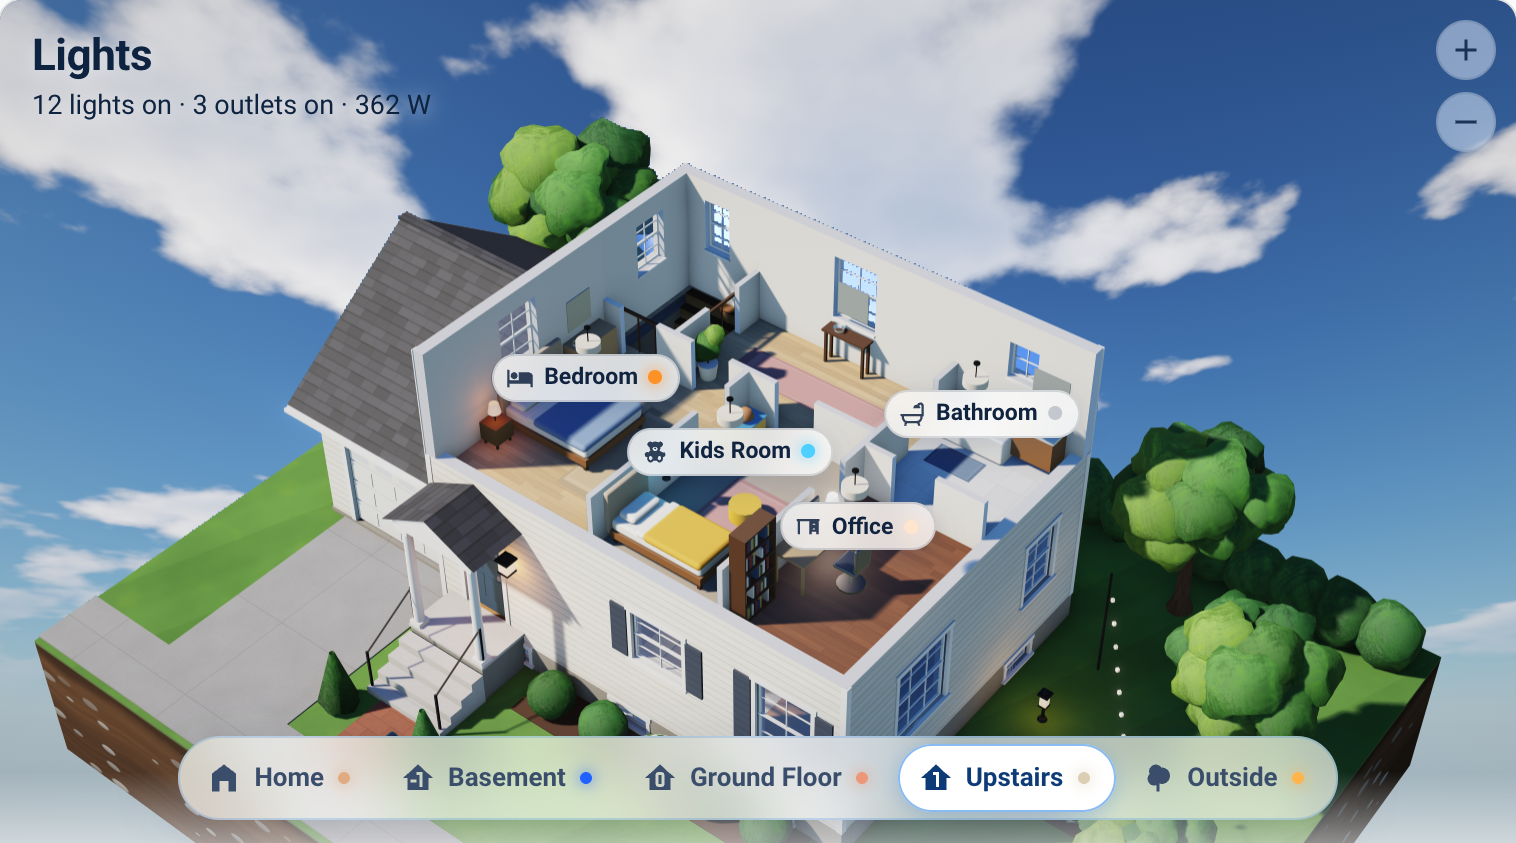 Lights
12 lights on · 3 outlets on · 362 W
Bedroom
Bathroom
Kids Room
Office
Home
Basement
Ground Floor
Upstairs
Outside